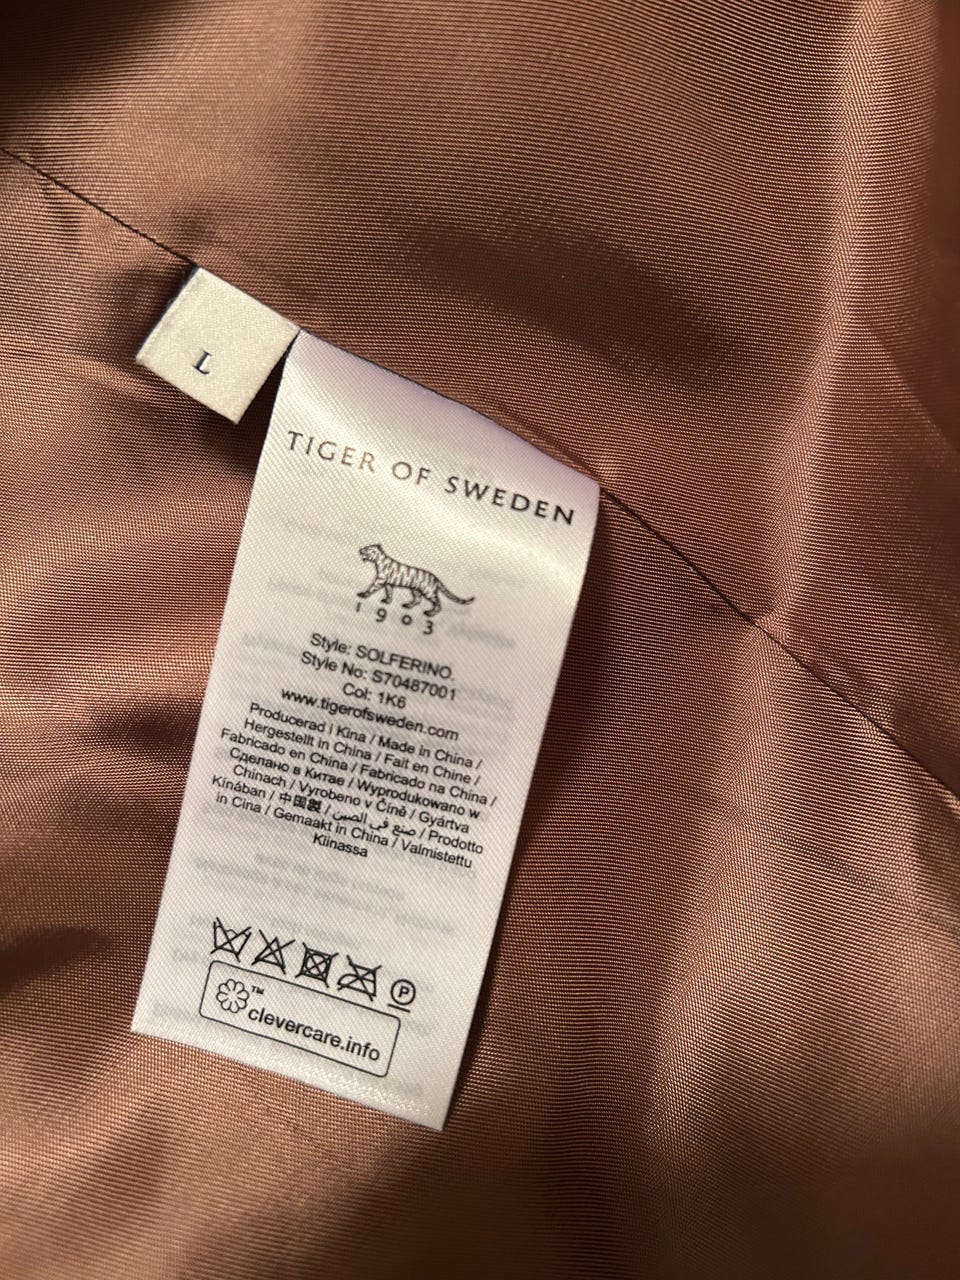 L
TIGER OF SWEDEN
1903
Style: SOLFERINO.
Style No: S70487001
Col: 1K6
www.tigerofsweden.com
Producerad i Kina / Made in China /
Hergestellt in China / Fait en Chine /
Fabricado en China / Fabricado na China /
Сделано в Китае / Wyprodukowano w
Chinach / Vyrobeno v Číně / Gyártva
Kínában / 中国製 / صنع في الصين / Prodotto
in Cina / Gemaakt in China / Valmistettu
Kiinassa
P
™
clevercare.info